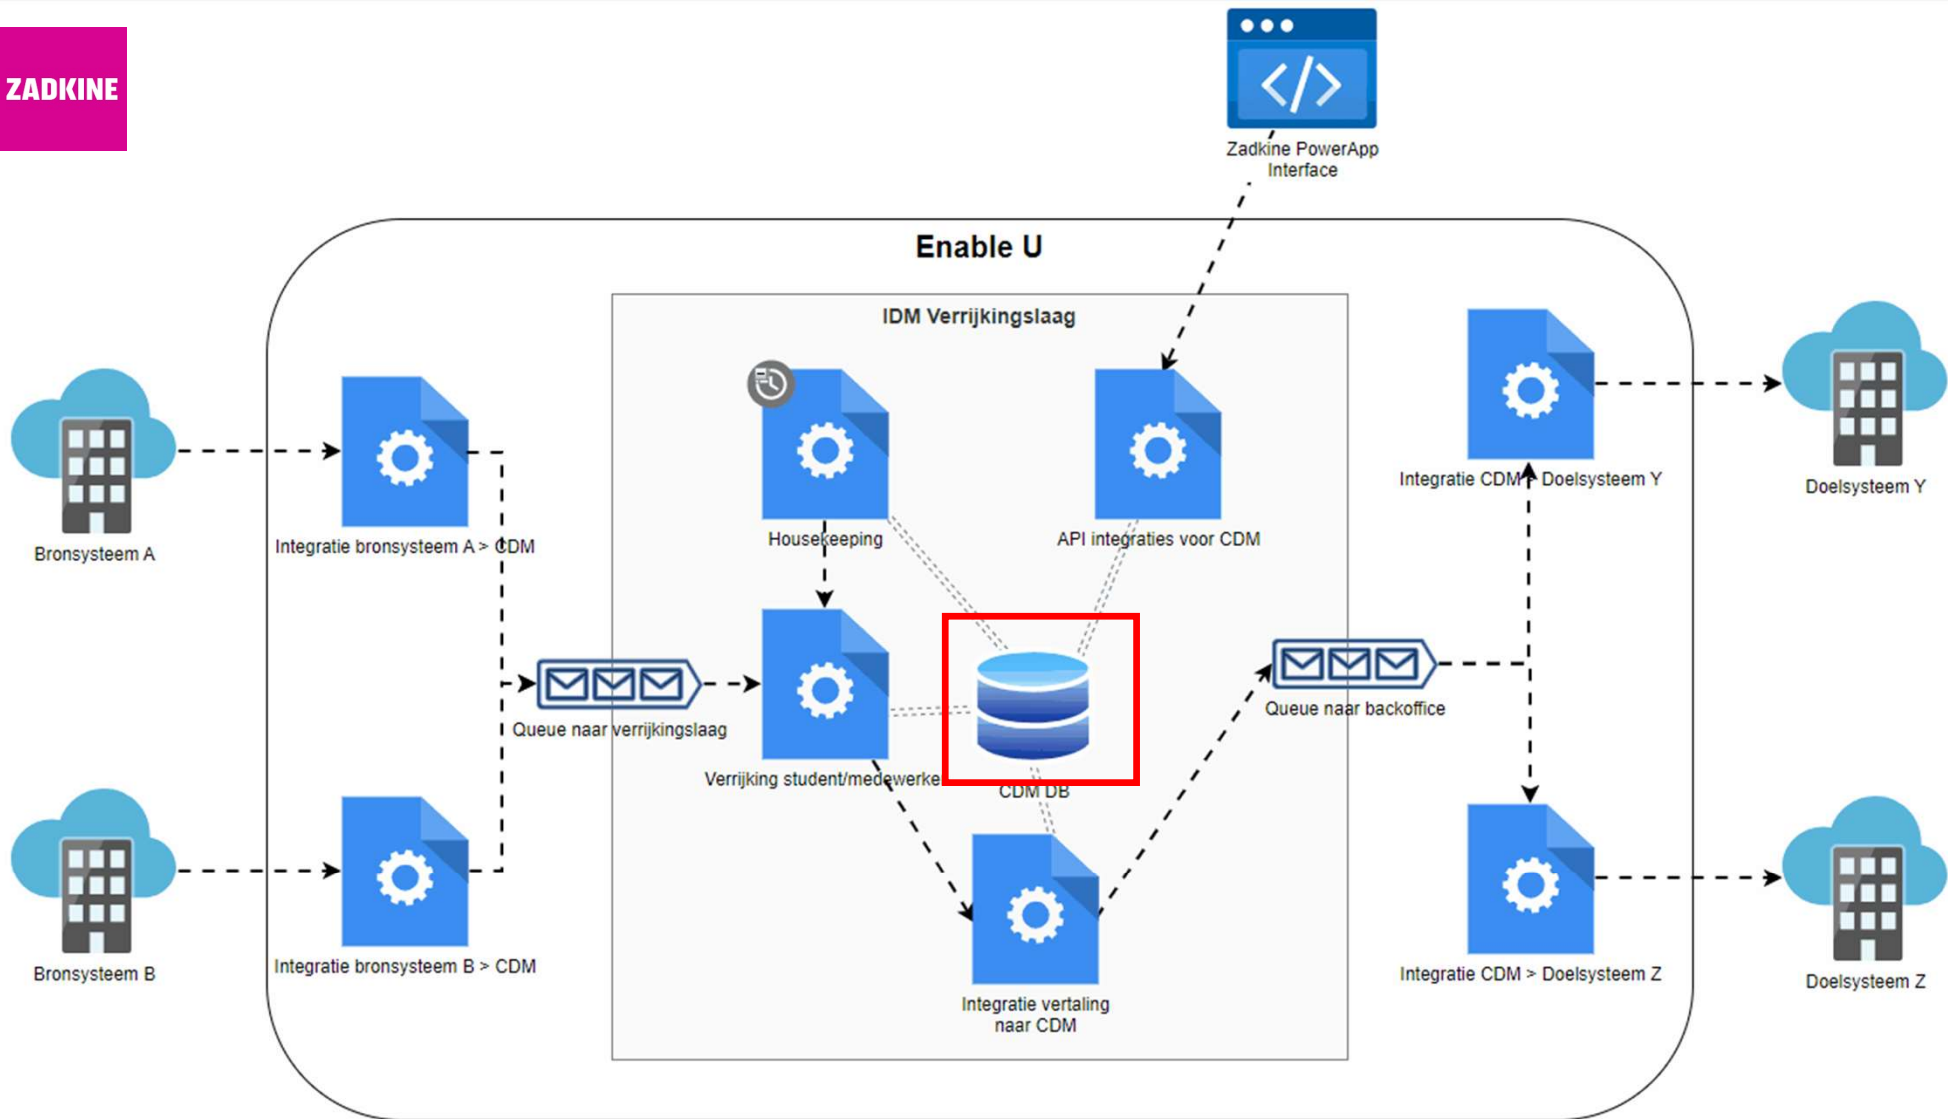 ZADKINE
Zadkine PowerApp
Interface
Enable U
IDM Verrijkingslaag
Bronsysteem A
Integratie bronsysteem A > CDM
Housekeeping
API integraties voor CDM
Integratie CDM > Doelsysteem Y
Doelsysteem Y
Queue naar verrijkingslaag
Verrijking student/medewerke
CDM DB
Queue naar backoffice
Bronsysteem B
Integratie bronsysteem B > CDM
Integratie vertaling
naar CDM
Integratie CDM > Doelsysteem Z
Doelsysteem Z